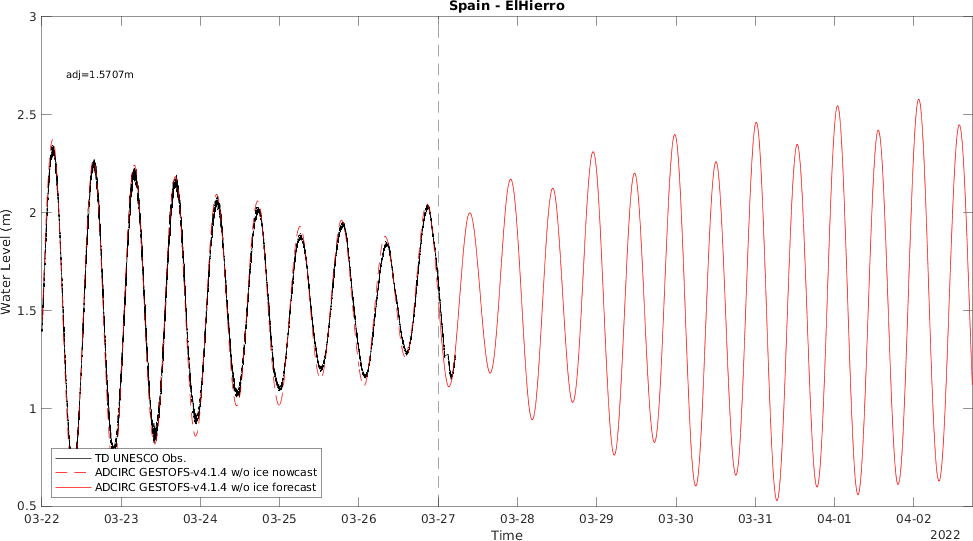 Spain - ElHierro
adj=1.5707m
Water Level (m)
3
2.5
2
1.5
1
0.5
TD UNESCO Obs.
ADCIRC GESTOFS-v4.1.4 w/o ice nowcast
ADCIRC GESTOFS-v4.1.4 w/o ice forecast
03-22 03-23 03-24 03-25 03-26 03-27 03-28 03-29 03-30 03-31 04-01 04-02
Time
2022